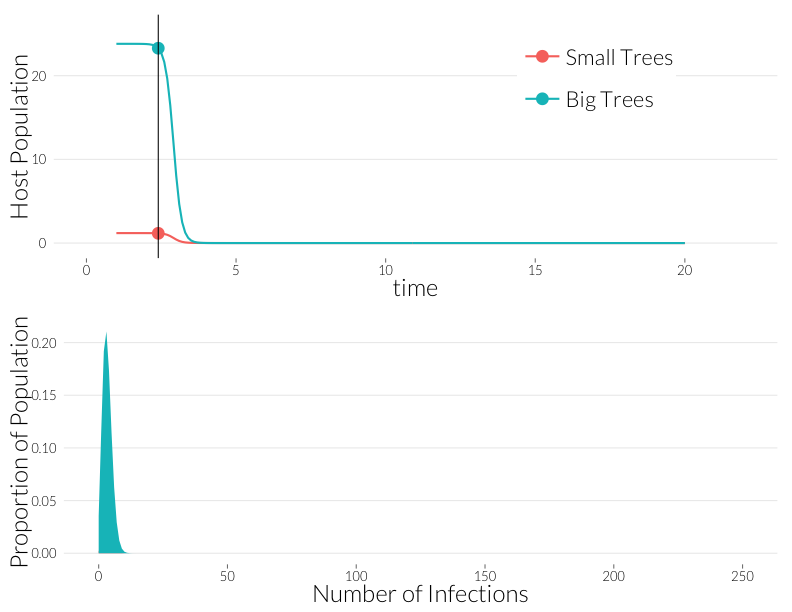 Host Population
20
10
0
Small Trees
Big Trees
0 5 10 15 20
time
Proportion of Population
0.20
0.15
0.10
0.05
0.00
0 50 100 150 200 250
Number of Infections